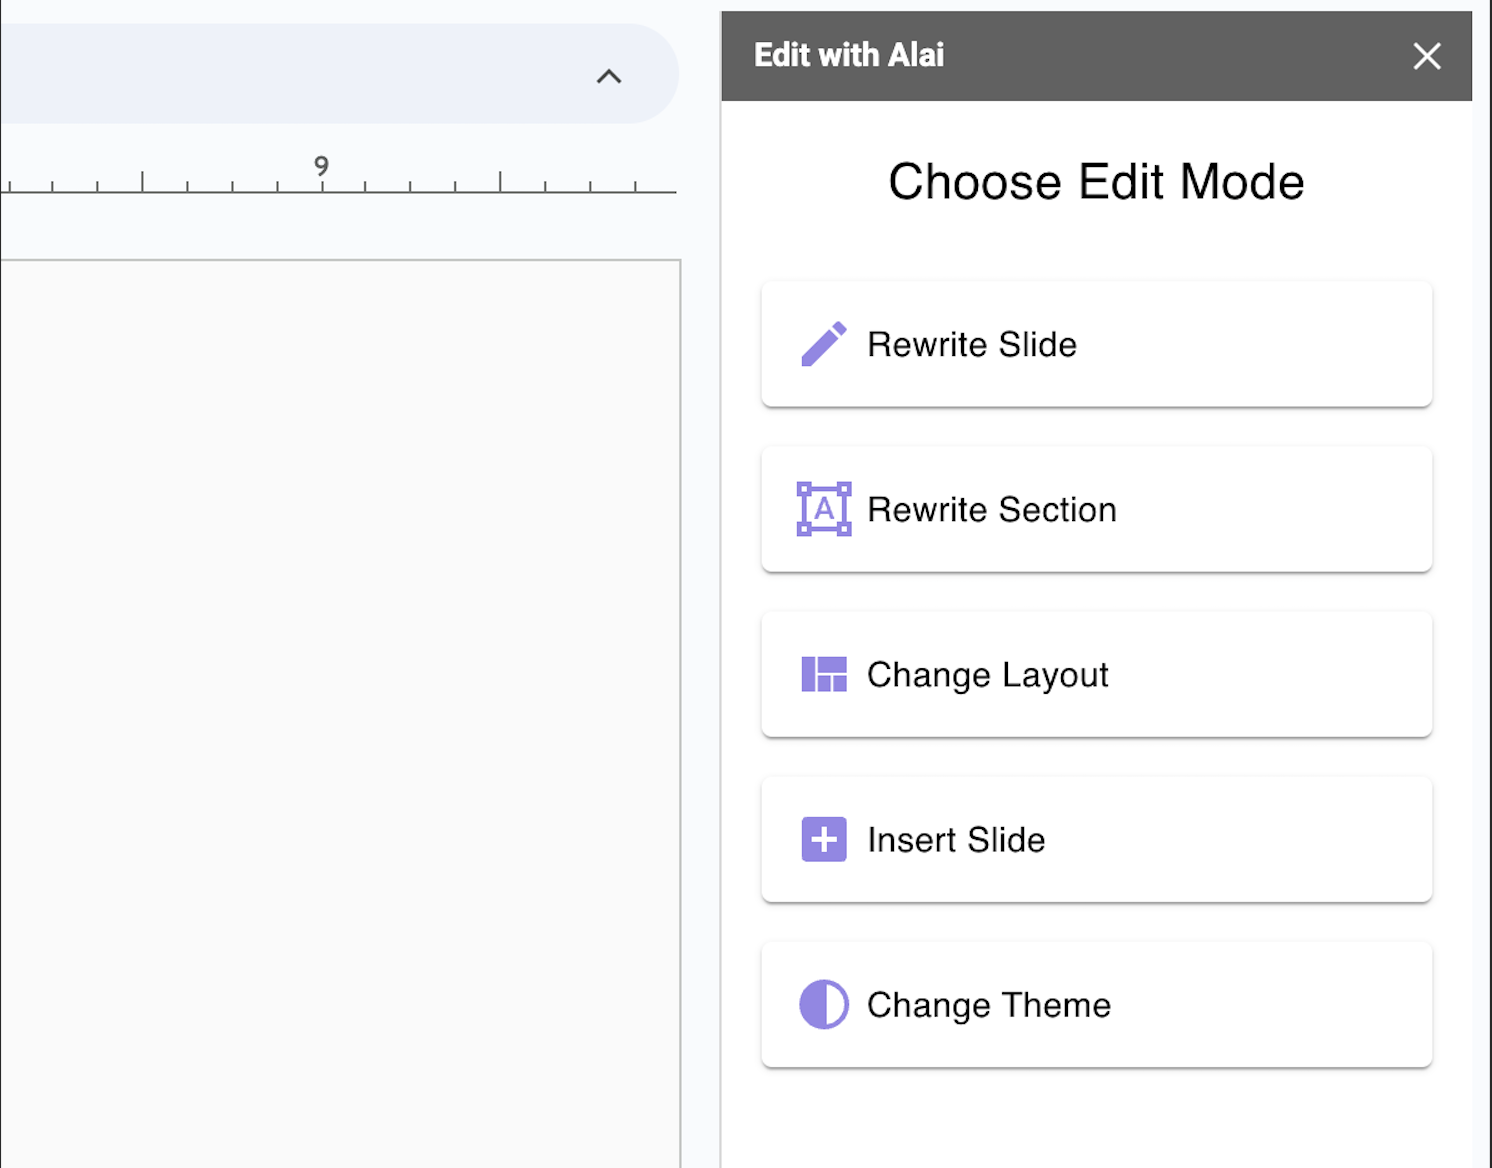 Edit with Alai
9
Choose Edit Mode
Rewrite Slide
A
Rewrite Section
Change Layout
Insert Slide
Change Theme